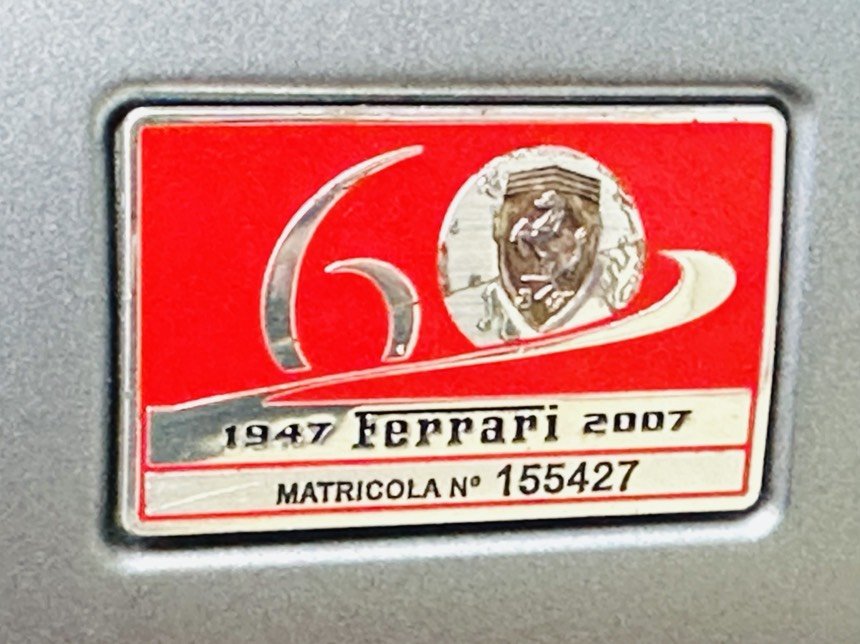 60
1947 Ferrari 2007
MATRICOLA Nº 155427